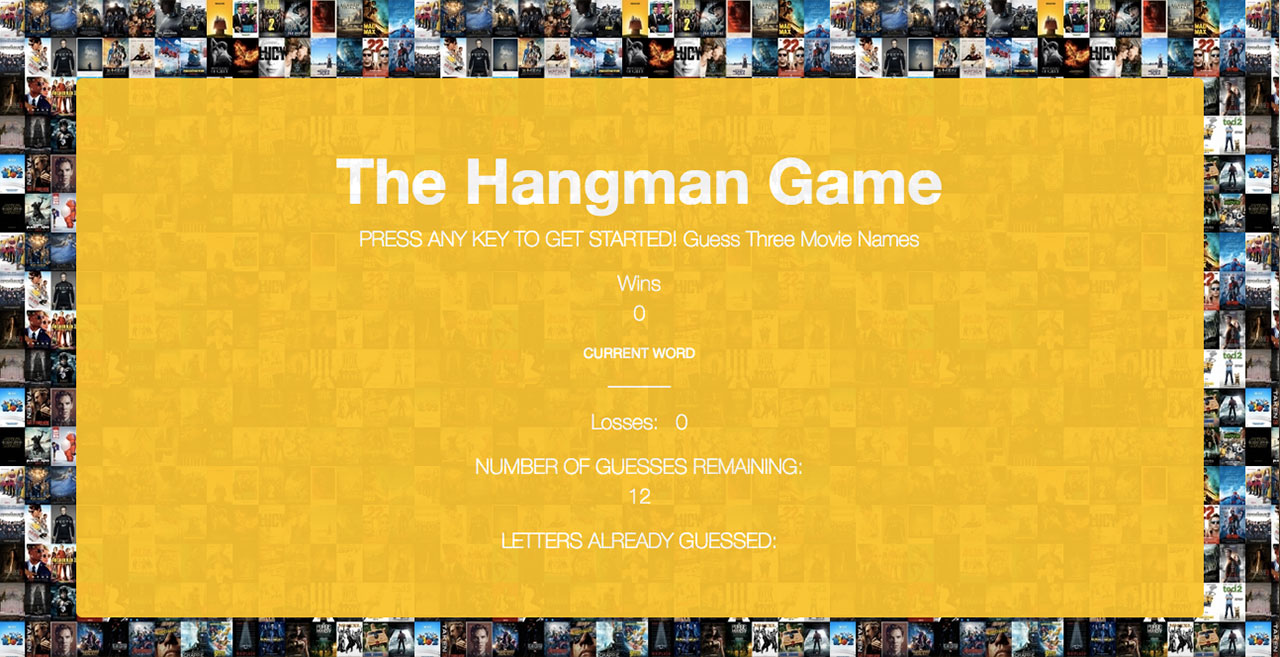 The Hangman Game
PRESS ANY KEY TO GET STARTED! Guess Three Movie Names
Wins
0
CURRENT WORD
Losses: 0
NUMBER OF GUESSES REMAINING:
12
LETTERS ALREADY GUESSED: